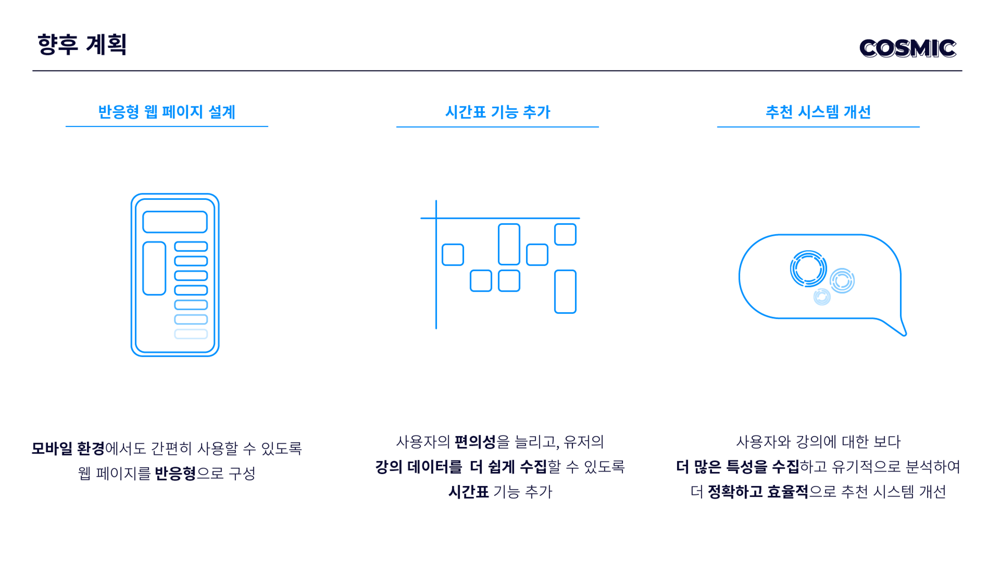 향후 계획
COSMIC
반응형 웹 페이지 설계
시간표 기능 추가
추천 시스템 개선
모바일 환경에서도 간편히 사용할 수 있도록
웹 페이지를 반응형으로 구성
사용자의 편의성을 늘리고, 유저의
강의 데이터를 더 쉽게 수집할 수 있도록
시간표 기능 추가
사용자와 강의에 대한 보다
더 많은 특성을 수집하고 유기적으로 분석하여
더 정확하고 효율적으로 추천 시스템 개선